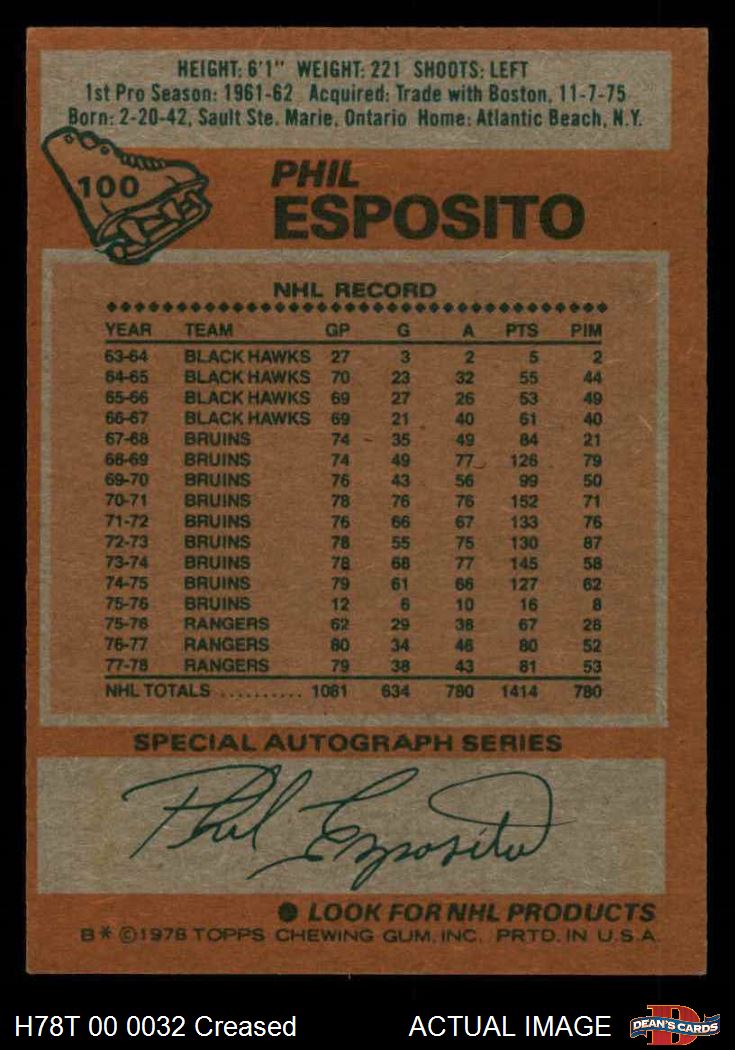 HEIGHT: 6'1" WEIGHT: 221 SHOOTS: LEFT
1st Pro Season: 1961-62 Acquired: Trade with Boston, 11-7-75
Born: 2-20-42, Sault Ste. Marie, Ontario Home: Atlantic Beach, N.Y.
100
PHIL
ESPOSITO
NHL RECORD
YEAR TEAM GP G A PTS PIM
63-64 BLACK HAWKS 27 3 2 5 2
64-65 BLACK HAWKS 70 23 32 55 44
65-66 BLACK HAWKS 69 27 26 53 49
66-67 BLACK HAWKS 69 21 40 61 40
67-68 BRUINS 74 35 49 84 21
68-69 BRUINS 74 49 77 126 79
69-70 BRUINS 76 43 56 99 50
70-71 BRUINS 78 76 76 152 71
71-72 BRUINS 76 66 67 133 76
72-73 BRUINS 78 55 75 130 87
73-74 BRUINS 78 68 77 145 58
74-75 BRUINS 79 61 66 127 62
75-76 BRUINS 12 6 10 16 8
75-76 RANGERS 62 29 38 67 28
76-77 RANGERS 80 34 46 80 52
77-78 RANGERS 79 38 43 81 53
NHL TOTALS .......... 1081 634 780 1414 780
SPECIAL AUTOGRAPH SERIES
Phil Esposito
● LOOK FOR NHL PRODUCTS
B * © 1978 TOPPS CHEWING GUM, INC. PRTD. IN U.S.A.
H78T 00 0032 Creased ACTUAL IMAGE
DEAN'S CARDS